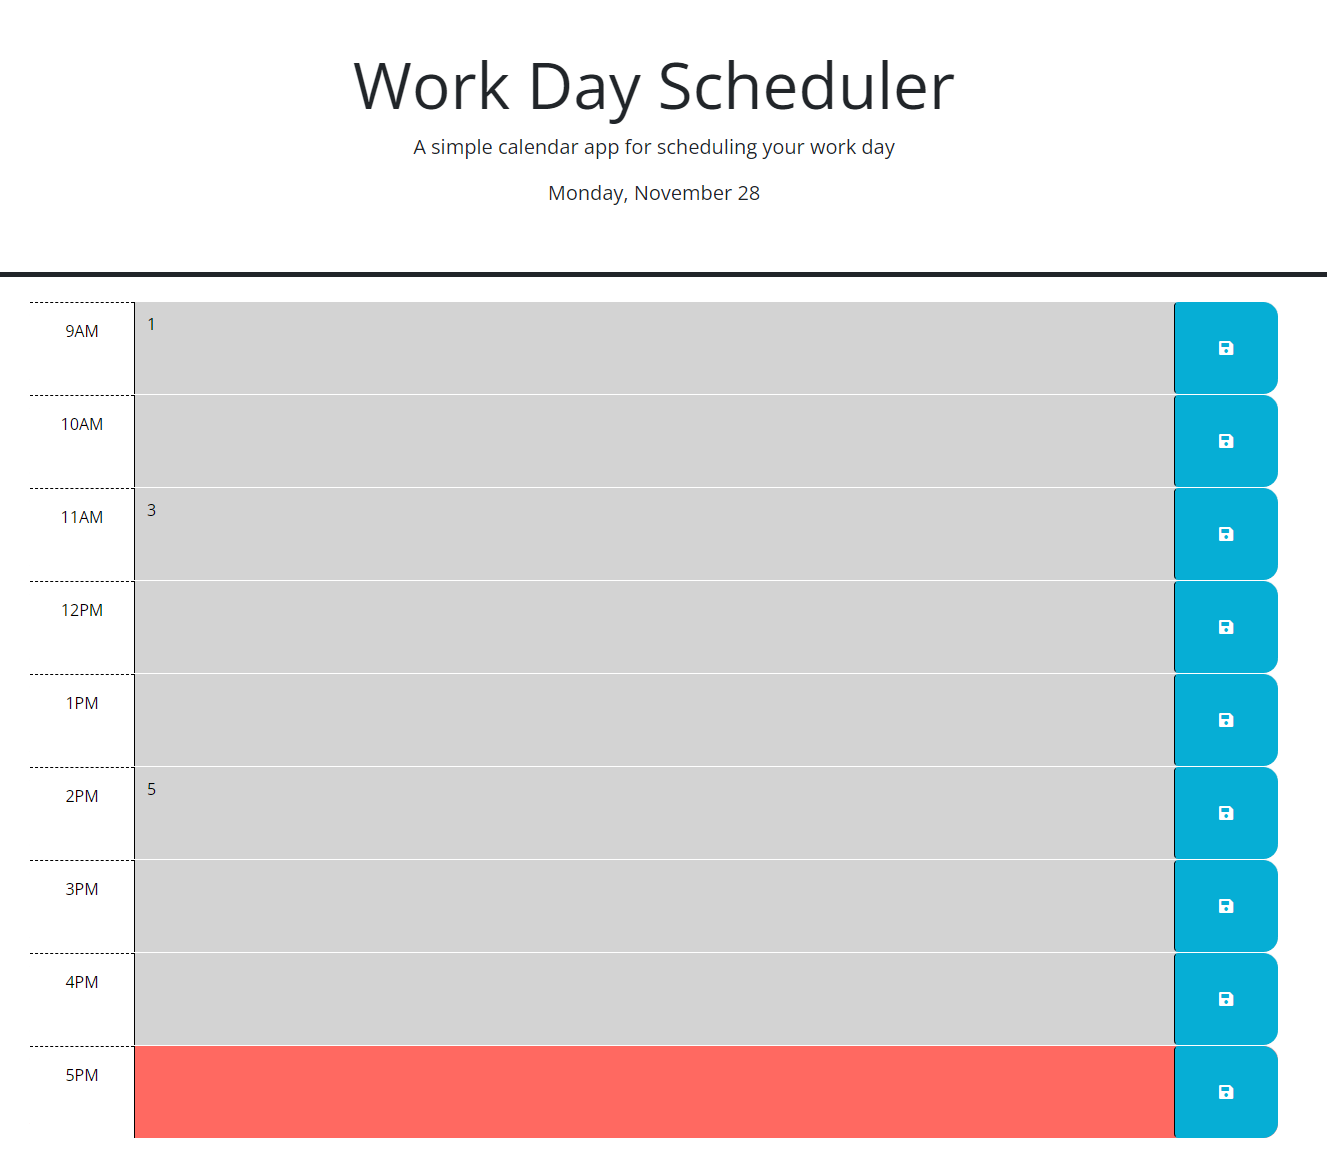 Work Day Scheduler
A simple calendar app for scheduling your work day
Monday, November 28
9AM
1
10AM
11AM
3
12PM
1PM
2PM
5
3PM
4PM
5PM